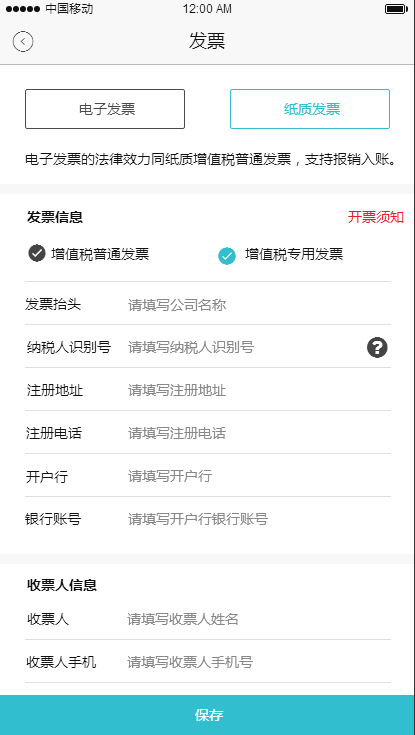 中国移动 12:00 AM
发票
电子发票 纸质发票
电子发票的法律效力同纸质增值税普通发票，支持报销入账。
发票信息 开票须知
增值税普通发票 增值税专用发票
发票抬头 请填写公司名称
纳税人识别号 请填写纳税人识别号 ?
注册地址 请填写注册地址
注册电话 请填写注册电话
开户行 请填写开户行
银行账号 请填写开户行银行账号
收票人信息
收票人 请填写收票人姓名
收票人手机 请填写收票人手机号
保存